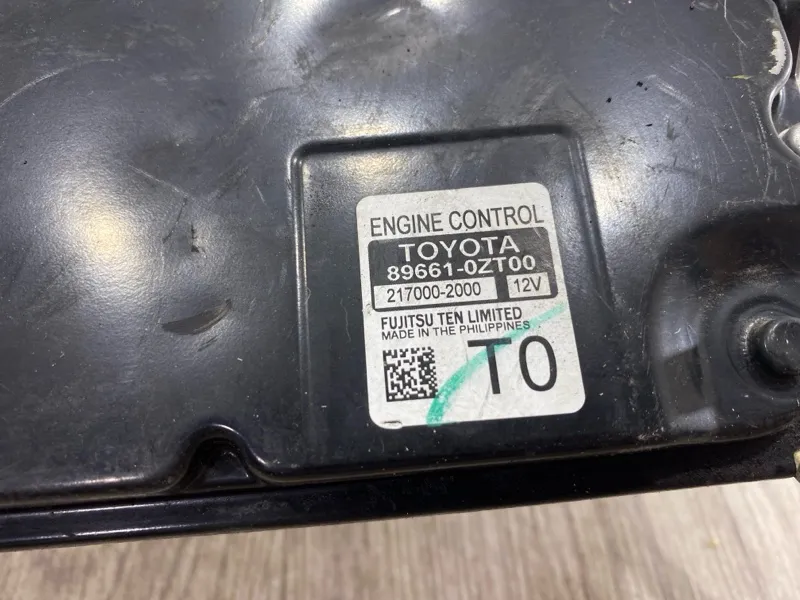 ENGINE CONTROL
TOYOTA
89661-0ZT00
217000-2000 12V
FUJITSU TEN LIMITED
MADE IN THE PHILIPPINES
T0